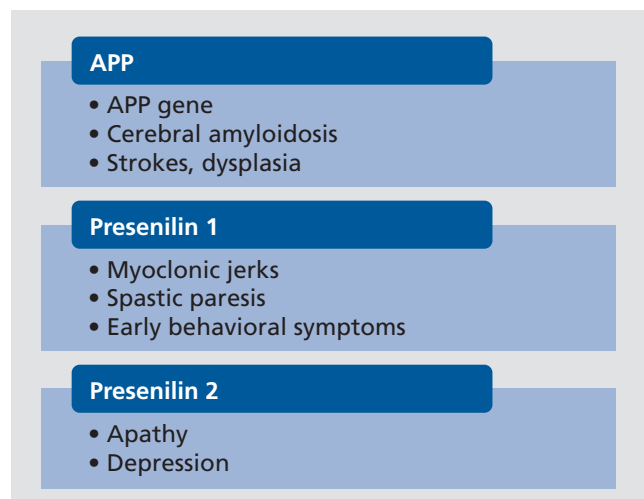 APP
• APP gene
• Cerebral amyloidosis
• Strokes, dysplasia
Presenilin 1
• Myoclonic jerks
• Spastic paresis
• Early behavioral symptoms
Presenilin 2
• Apathy
• Depression